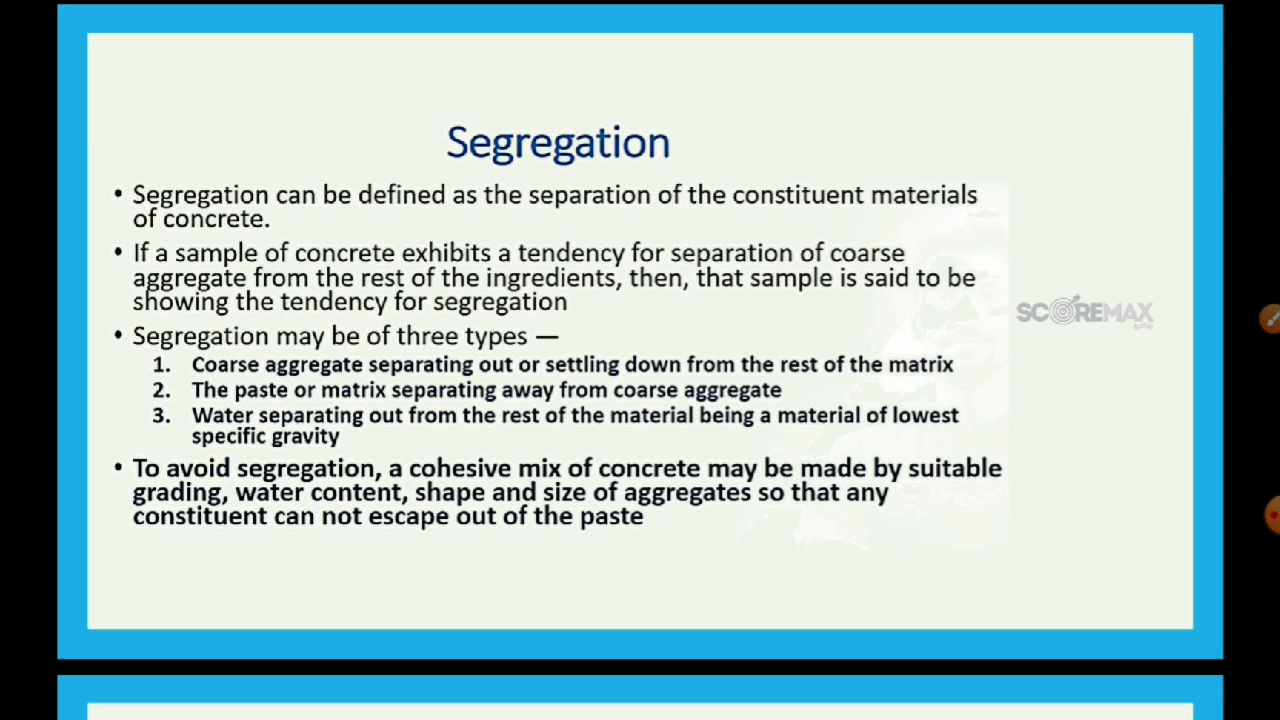 Segregation
• Segregation can be defined as the separation of the constituent materials
of concrete.
• If a sample of concrete exhibits a tendency for separation of coarse
aggregate from the rest of the ingredients, then, that sample is said to be
showing the tendency for segregation
SCOREMAX
• Segregation may be of three types —
1. Coarse aggregate separating out or settling down from the rest of the matrix
2. The paste or matrix separating away from coarse aggregate
3. Water separating out from the rest of the material being a material of lowest
specific gravity
• To avoid segregation, a cohesive mix of concrete may be made by suitable
grading, water content, shape and size of aggregates so that any
constituent can not escape out of the paste